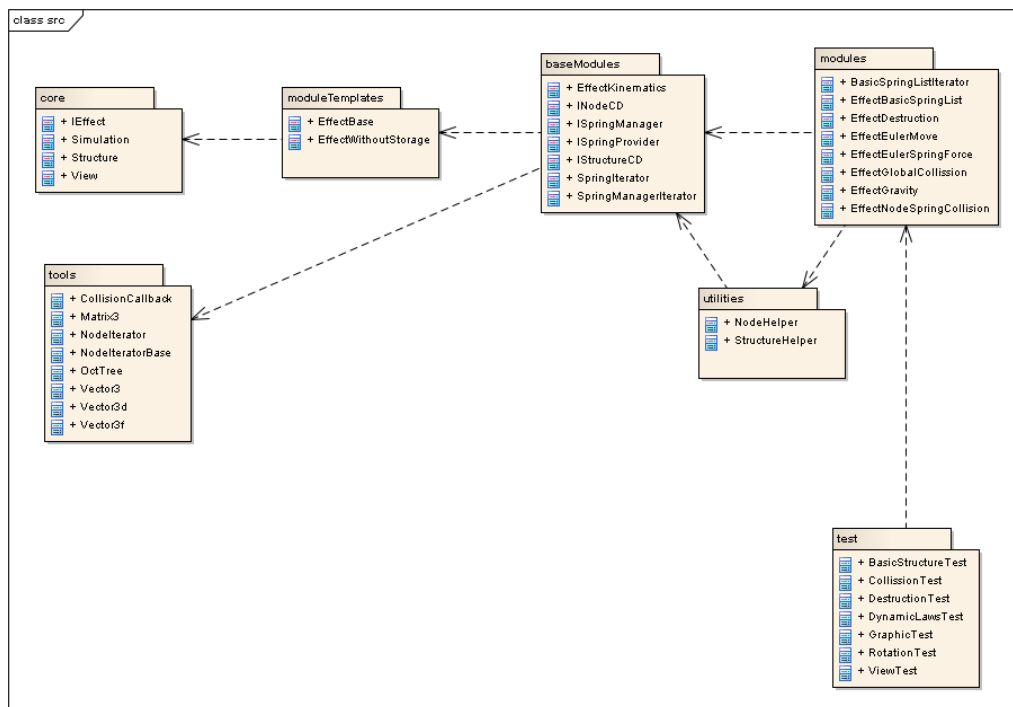 class src
core
+ IEffect
+ Simulation
+ Structure
+ View
moduleTemplates
+ EffectBase
+ EffectWithoutStorage
baseModules
+ EffectKinematics
+ INodeCD
+ ISpringManager
+ ISpringProvider
+ IStructureCD
+ SpringIterator
+ SpringManagerIterator
modules
+ BasicSpringListIterator
+ EffectBasicSpringList
+ EffectDestruction
+ EffectEulerMove
+ EffectEulerSpringForce
+ EffectGlobalCollission
+ EffectGravity
+ EffectNodeSpringCollision
tools
+ CollisionCallback
+ Matrix3
+ NodeIterator
+ NodeIteratorBase
+ OctTree
+ Vector3
+ Vector3d
+ Vector3f
utilities
+ NodeHelper
+ StructureHelper
test
+ BasicStructureTest
+ CollissionTest
+ DestructionTest
+ DynamicLawsTest
+ GraphicTest
+ RotationTest
+ ViewTest